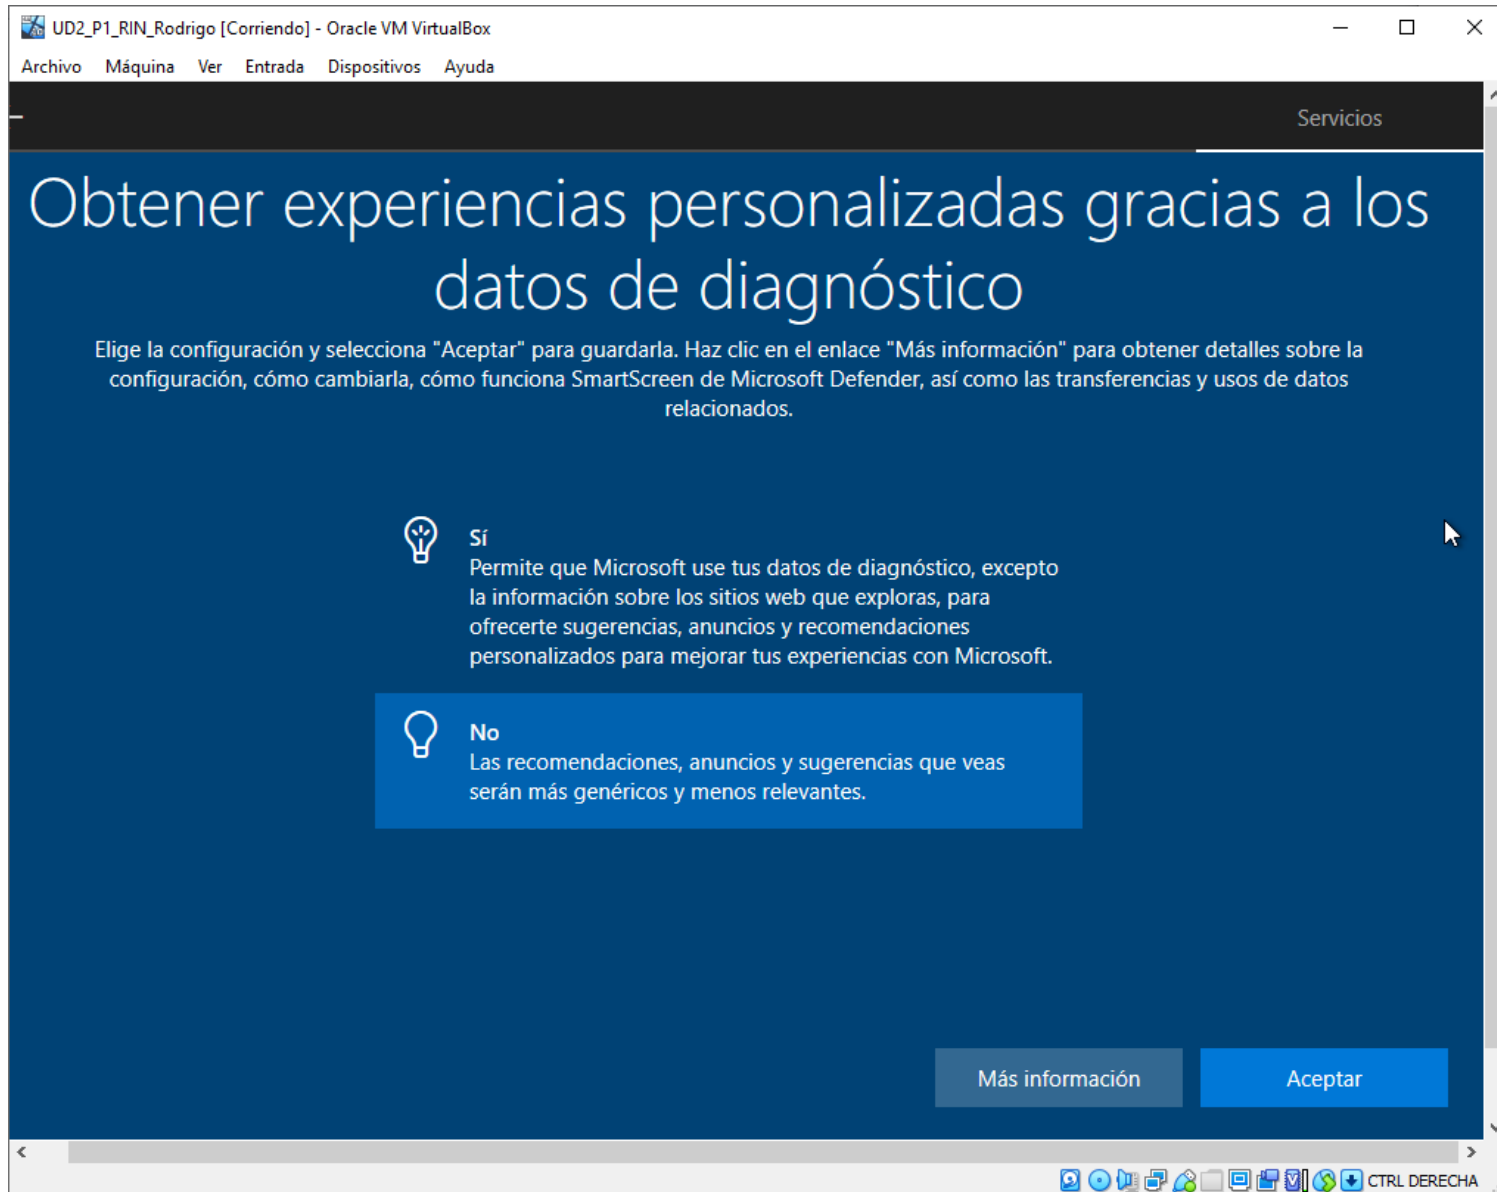 UD2_P1_RIN_Rodrigo [Corriendo] - Oracle VM VirtualBox
Archivo Máquina Ver Entrada Dispositivos Ayuda
Servicios
Obtener experiencias personalizadas gracias a los
datos de diagnóstico
Elige la configuración y selecciona "Aceptar" para guardarla. Haz clic en el enlace "Más información" para obtener detalles sobre la
configuración, cómo cambiarla, cómo funciona SmartScreen de Microsoft Defender, así como las transferencias y usos de datos
relacionados.
Sí
Permite que Microsoft use tus datos de diagnóstico, excepto
la información sobre los sitios web que exploras, para
ofrecerte sugerencias, anuncios y recomendaciones
personalizados para mejorar tus experiencias con Microsoft.
No
Las recomendaciones, anuncios y sugerencias que veas
serán más genéricos y menos relevantes.
Más información Aceptar
CTRL DERECHA